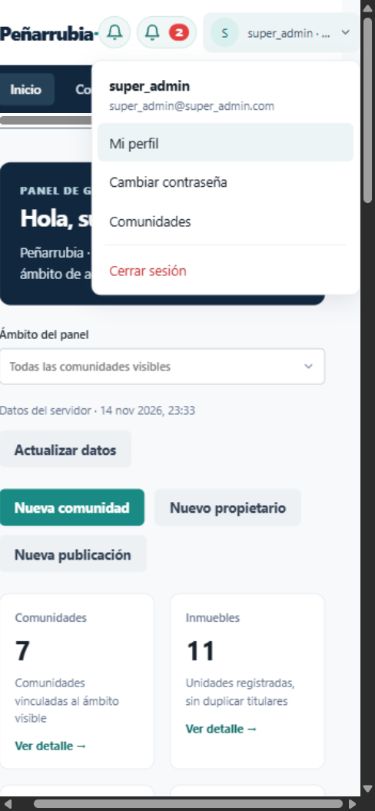 Peñarrubia
2
S
super_admin · ...
Inicio
Co
super_admin
super_admin@super_admin.com
Mi perfil
Cambiar contraseña
Comunidades
Cerrar sesión
PANEL DE G
Hola, su
Peñarrubia ·
ámbito de a
Ámbito del panel
Todas las comunidades visibles
Datos del servidor · 14 nov 2026, 23:33
Actualizar datos
Nueva comunidad
Nuevo propietario
Nueva publicación
Comunidades
7
Comunidades
vinculadas al ámbito
visible
Ver detalle →
Inmuebles
11
Unidades registradas,
sin duplicar titulares
Ver detalle →